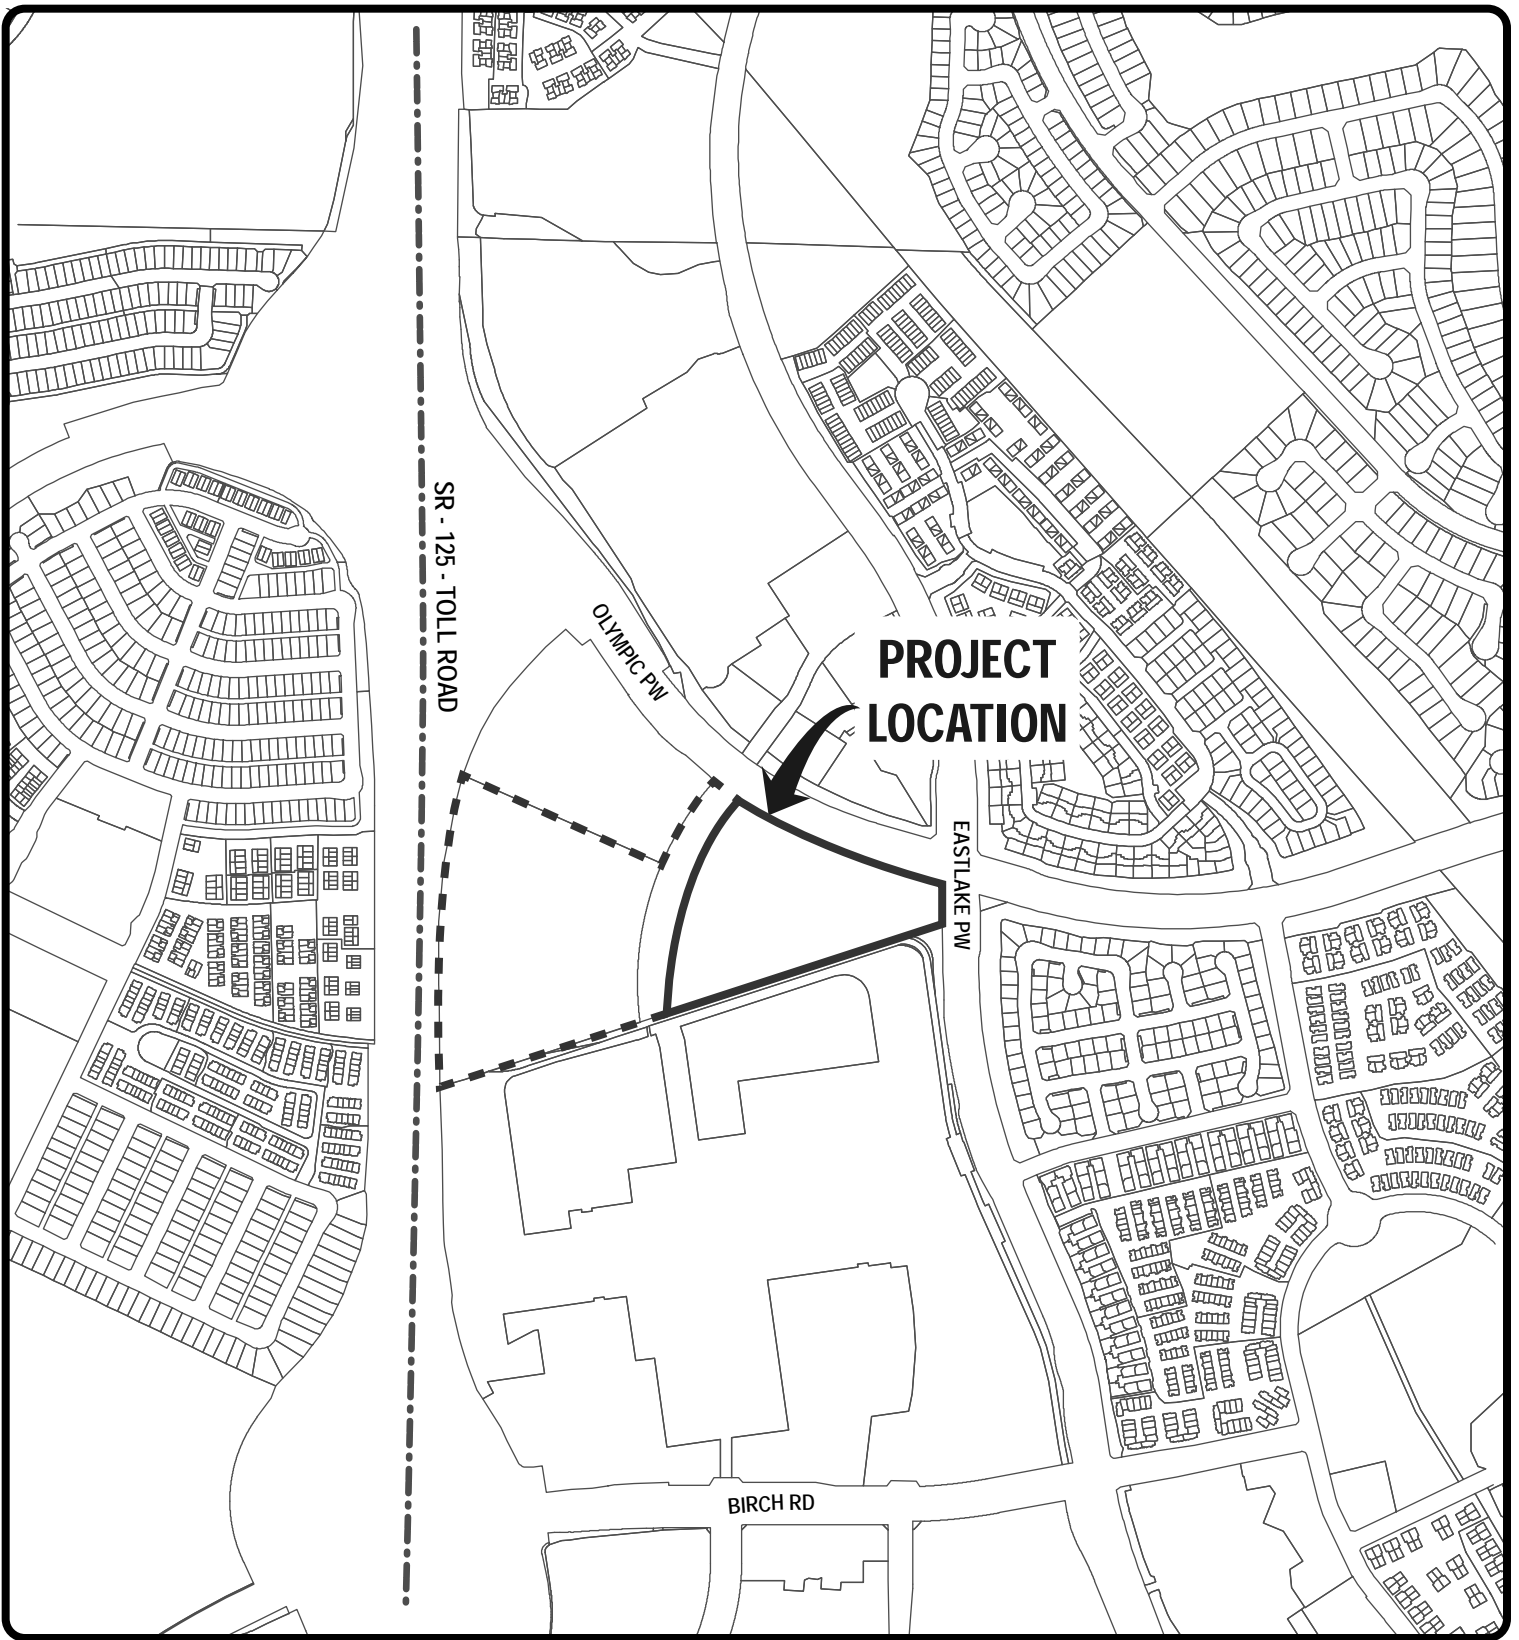 SR - 125 - TOLL ROAD
OLYMPIC PW
PROJECT
LOCATION
EASTLAKE PW
BIRCH RD